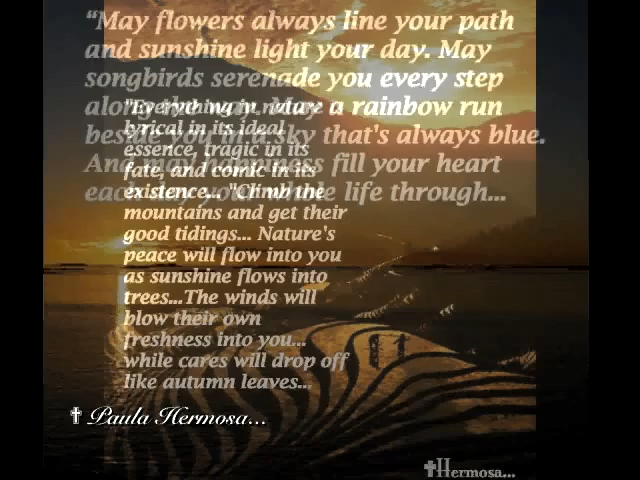 “May flowers always line your path
and sunshine light your day. May
songbirds serenade you every step
along the way. May a rainbow run
beside you in a sky that's always blue.
And may happiness fill your heart
each day your whole life through...
"Everything in nature
lyrical in its ideal
essence, tragic in its
fate, and comic in its
existence... "Climb the
mountains and get their
good tidings... Nature's
peace will flow into you
as sunshine flows into
trees...The winds will
blow their own
freshness into you...
while cares will drop off
like autumn leaves...
✝ Paula Hermosa...
✝Hermosa...